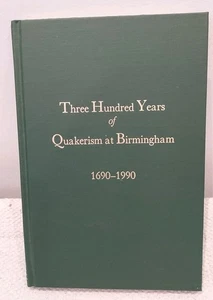 Three Hundred Years
of
Quakerism at Birmingham
1690–1990